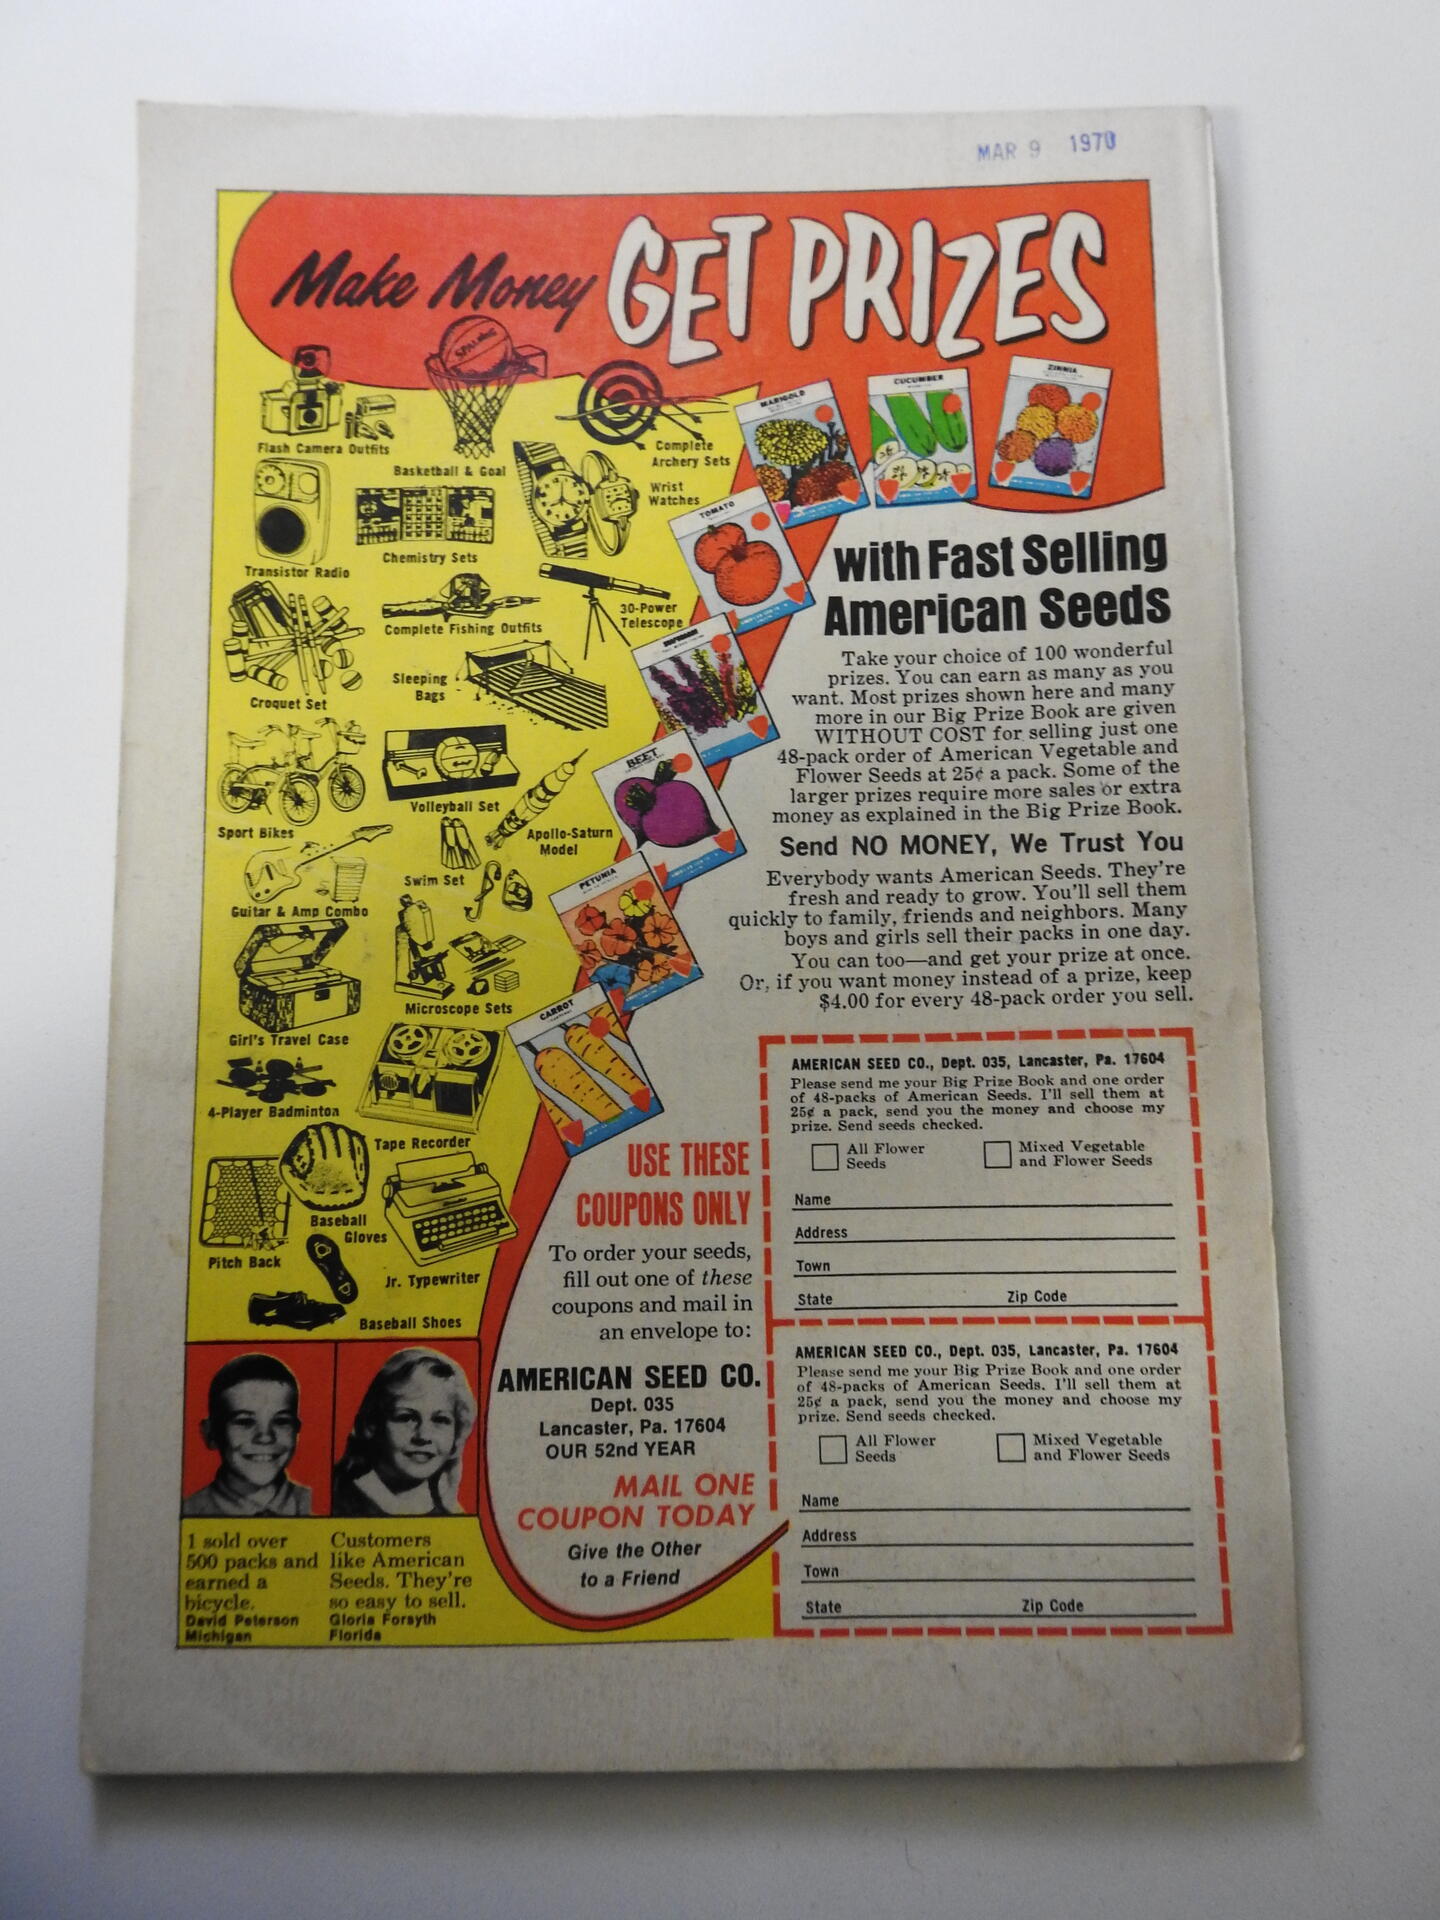 MAR 9 1970
Make Money GET PRIZES
SPALDING
Flash Camera Outfits
Basketball & Goal
Complete
Archery Sets
Wrist
Watches
Transistor Radio
Chemistry Sets
30-Power
Telescope
Complete Fishing Outfits
Sleeping
Bags
Croquet Set
Volleyball Set
Sport Bikes
Apollo-Saturn
Model
Swim Set
Guitar & Amp Combo
Microscope Sets
Girl's Travel Case
4-Player Badminton
Tape Recorder
Baseball
Gloves
Pitch Back
Jr. Typewriter
Baseball Shoes
MARIGOLD
CUCUMBER
ZINNIA
TOMATO
BEET
PETUNIA
CARROT
with Fast Selling
American Seeds
Take your choice of 100 wonderful
prizes. You can earn as many as you
want. Most prizes shown here and many
more in our Big Prize Book are given
WITHOUT COST for selling just one
48-pack order of American Vegetable and
Flower Seeds at 25¢ a pack. Some of the
larger prizes require more sales or extra
money as explained in the Big Prize Book.
Send NO MONEY, We Trust You
Everybody wants American Seeds. They're
fresh and ready to grow. You'll sell them
quickly to family, friends and neighbors. Many
boys and girls sell their packs in one day.
You can too—and get your prize at once.
Or, if you want money instead of a prize, keep
$4.00 for every 48-pack order you sell.
USE THESE
COUPONS ONLY
To order your seeds,
fill out one of these
coupons and mail in
an envelope to:
AMERICAN SEED CO.
Dept. 035
Lancaster, Pa. 17604
OUR 52nd YEAR
MAIL ONE
COUPON TODAY
Give the Other
to a Friend
AMERICAN SEED CO., Dept. 035, Lancaster, Pa. 17604
Please send me your Big Prize Book and one order
of 48-packs of American Seeds. I'll sell them at
25¢ a pack, send you the money and choose my
prize. Send seeds checked.
All Flower
Seeds
Mixed Vegetable
and Flower Seeds
Name
Address
Town
State Zip Code
AMERICAN SEED CO., Dept. 035, Lancaster, Pa. 17604
Please send me your Big Prize Book and one order
of 48-packs of American Seeds. I'll sell them at
25¢ a pack, send you the money and choose my
prize. Send seeds checked.
All Flower
Seeds
Mixed Vegetable
and Flower Seeds
Name
Address
Town
State Zip Code
I sold over
500 packs and
earned a
bicycle.
David Peterson
Michigan
Customers
like American
Seeds. They're
so easy to sell.
Gloria Forsyth
Florida